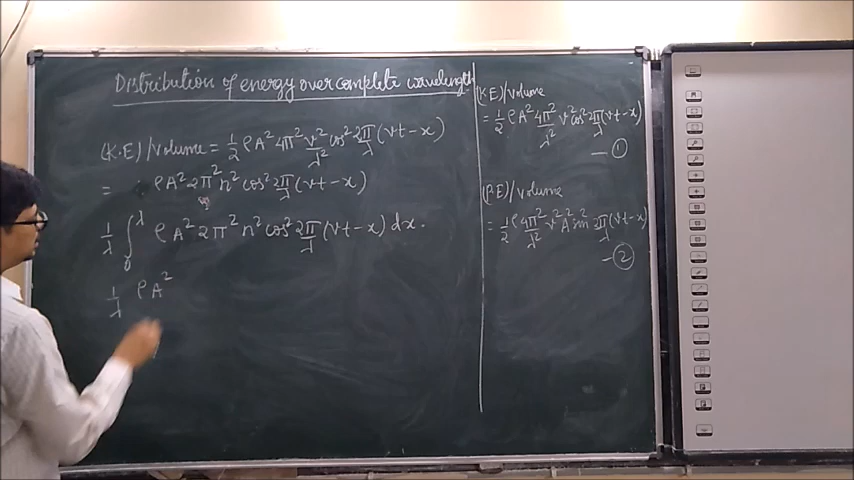 Distribution of energy over complete wavelength
(K.E)/volume = 1/2 ρA² 4π² v²/λ² cos² 2π/λ (vt-x)
= ρA² 2π² n² cos² 2π/λ (vt-x)
1/λ ∫₀^λ ρA² 2π² n² cos² 2π/λ (vt-x) dx.
1/λ ρA²
(KE)/volume
= 1/2 ρA² 4π²/λ² v² cos² 2π/λ (vt-x)
-①
(P.E)/volume
= 1/2 ρ 4π²/λ² v² A² sin² 2π/λ (vt-x)
-②